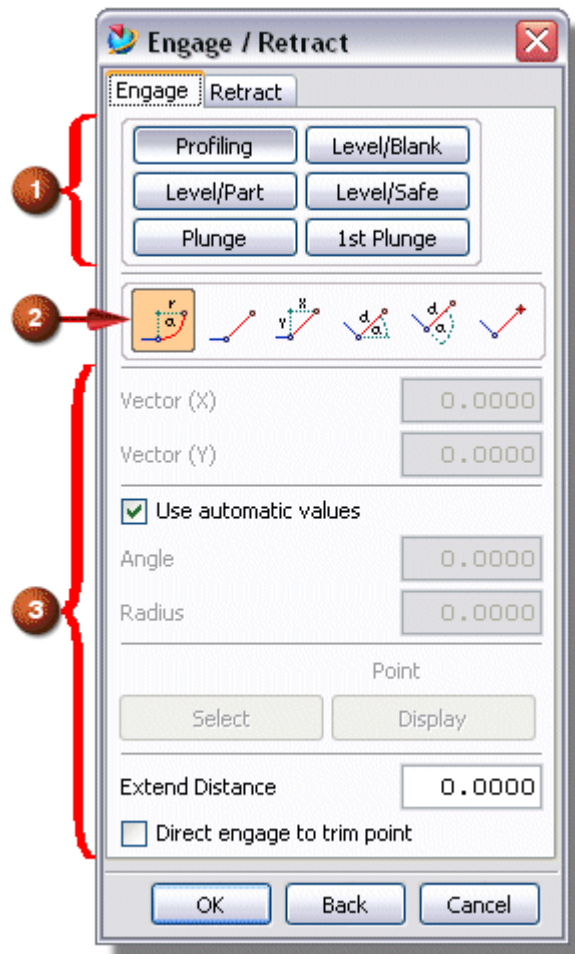 Engage / Retract
Engage Retract
Profiling Level/Blank
1
Level/Part Level/Safe
Plunge 1st Plunge
2
r α X Y d α d α
Vector (X) 0.0000
Vector (Y) 0.0000
Use automatic values
Angle 0.0000
3
Radius 0.0000
Point
Select Display
Extend Distance 0.0000
Direct engage to trim point
OK Back Cancel